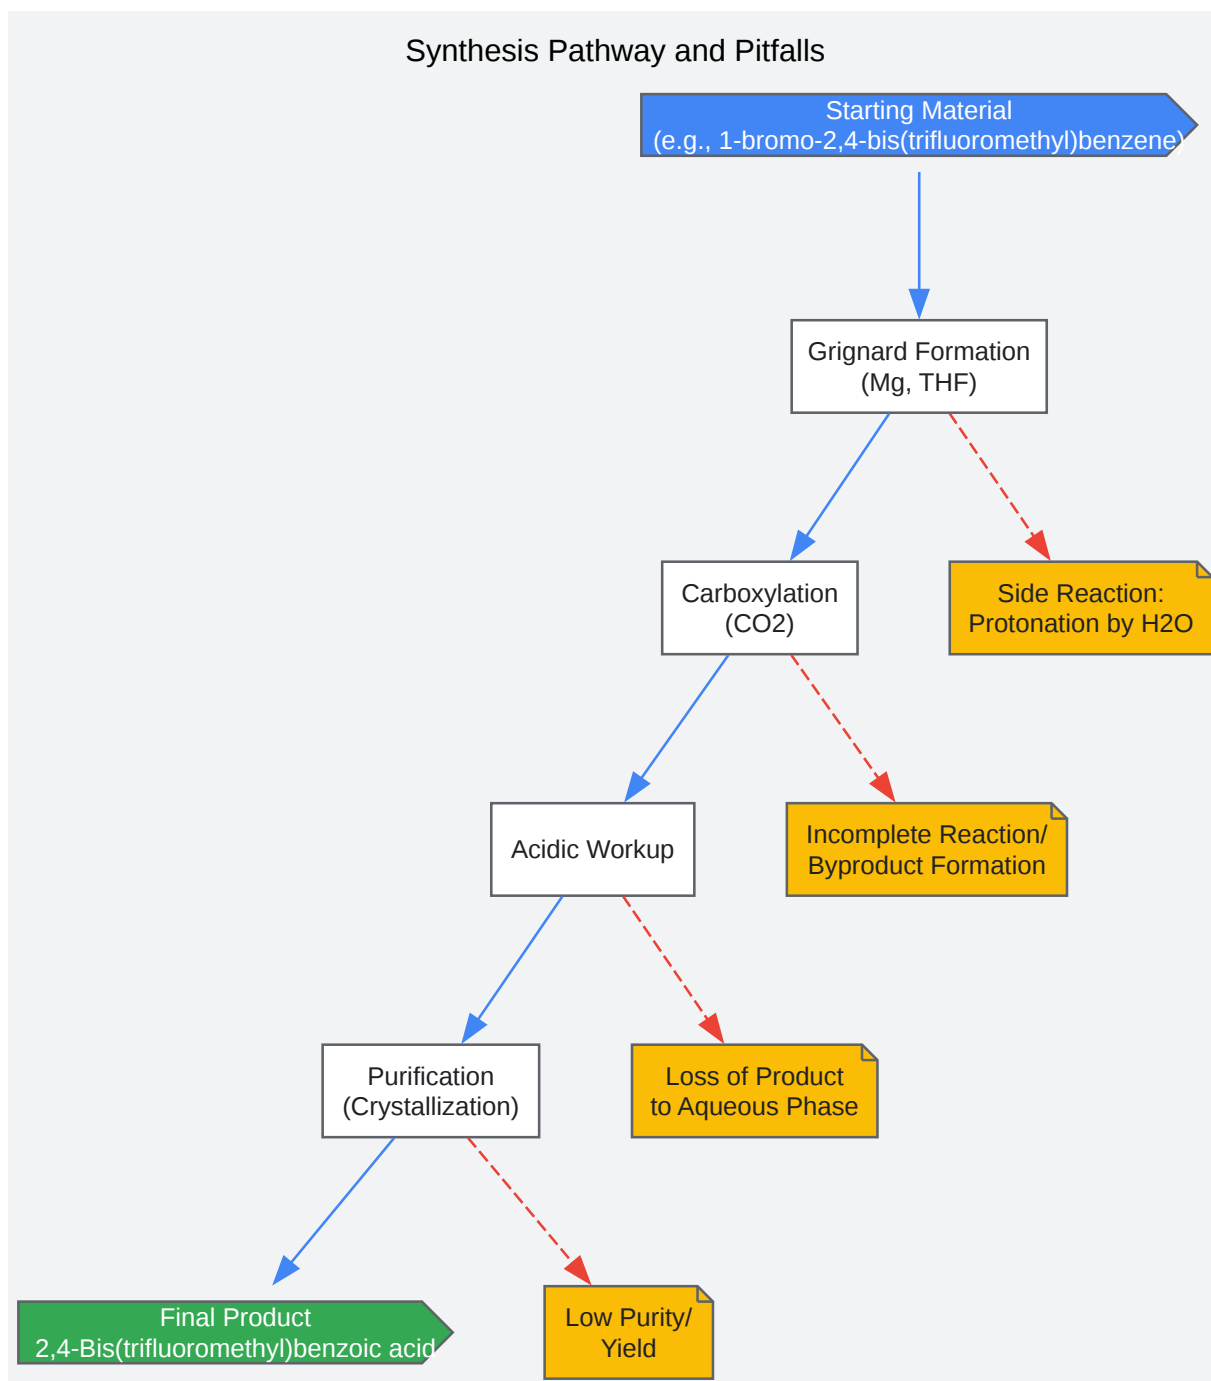 Synthesis Pathway and Pitfalls
Starting Material
(e.g., 1-bromo-2,4-bis(trifluoromethyl)benzene)
Grignard Formation
(Mg, THF)
Carboxylation
(CO2)
Side Reaction:
Protonation by H2O
Acidic Workup
Incomplete Reaction/
Byproduct Formation
Purification
(Crystallization)
Loss of Product
to Aqueous Phase
Final Product
2,4-Bis(trifluoromethyl)benzoic acid
Low Purity/
Yield